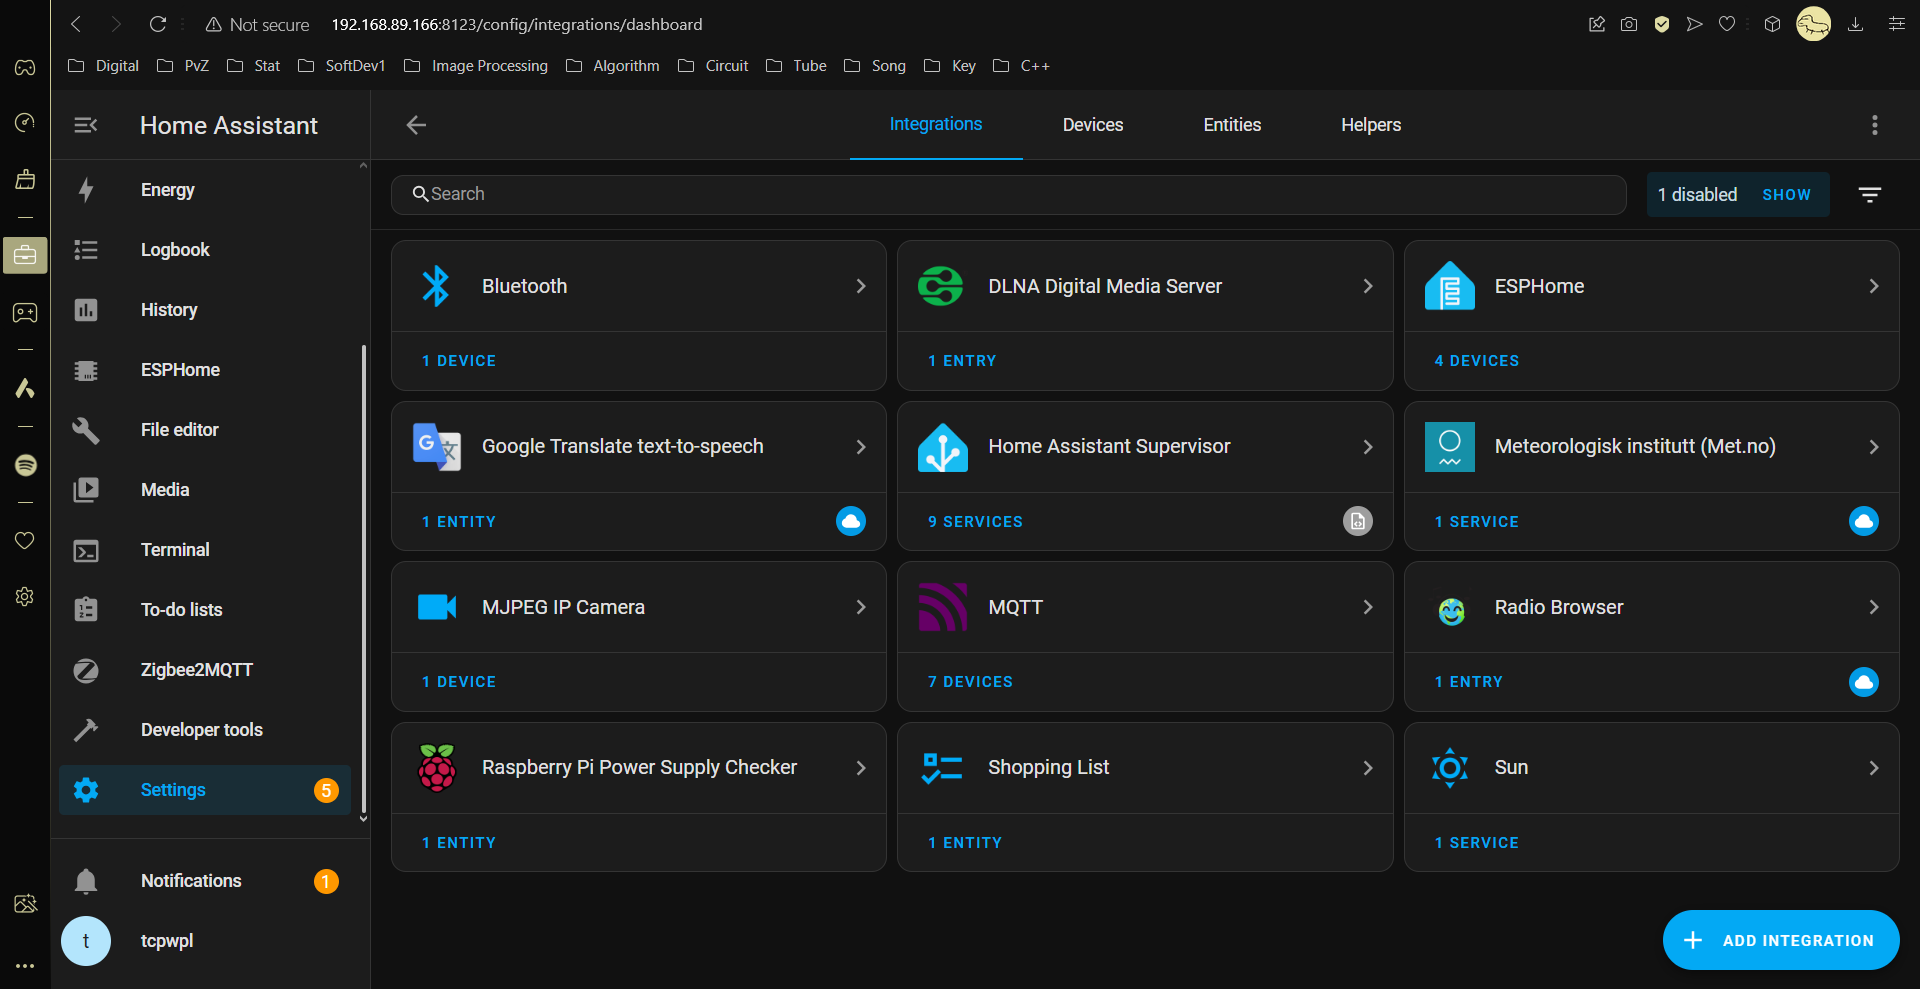 Not secure 192.168.89.166:8123/config/integrations/dashboard
Digital PvZ Stat SoftDev1 Image Processing Algorithm Circuit Tube Song Key C++
Home Assistant
Energy
Logbook
History
ESPHome
File editor
Media
Terminal
To-do lists
Zigbee2MQTT
Developer tools
Settings 5
Notifications 1
t tcpwpl
Integrations Devices Entities Helpers
Search
1 disabled SHOW
Bluetooth
1 DEVICE
DLNA Digital Media Server
1 ENTRY
ESPHome
4 DEVICES
Google Translate text-to-speech
1 ENTITY
Home Assistant Supervisor
9 SERVICES
Meteorologisk institutt (Met.no)
1 SERVICE
MJPEG IP Camera
1 DEVICE
MQTT
7 DEVICES
Radio Browser
1 ENTRY
Raspberry Pi Power Supply Checker
1 ENTITY
Shopping List
1 ENTITY
Sun
1 SERVICE
ADD INTEGRATION